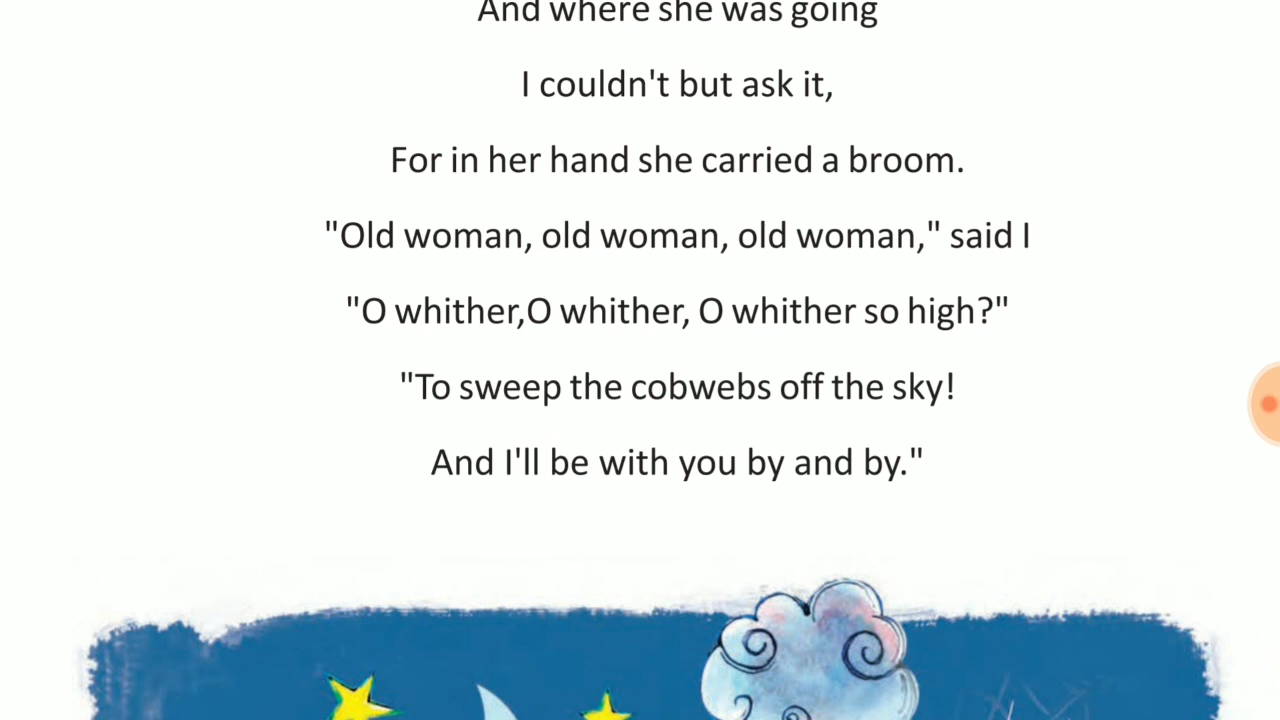 And where she was going
I couldn't but ask it,
For in her hand she carried a broom.
"Old woman, old woman, old woman," said I
"O whither,O whither, O whither so high?"
"To sweep the cobwebs off the sky!
And I'll be with you by and by."